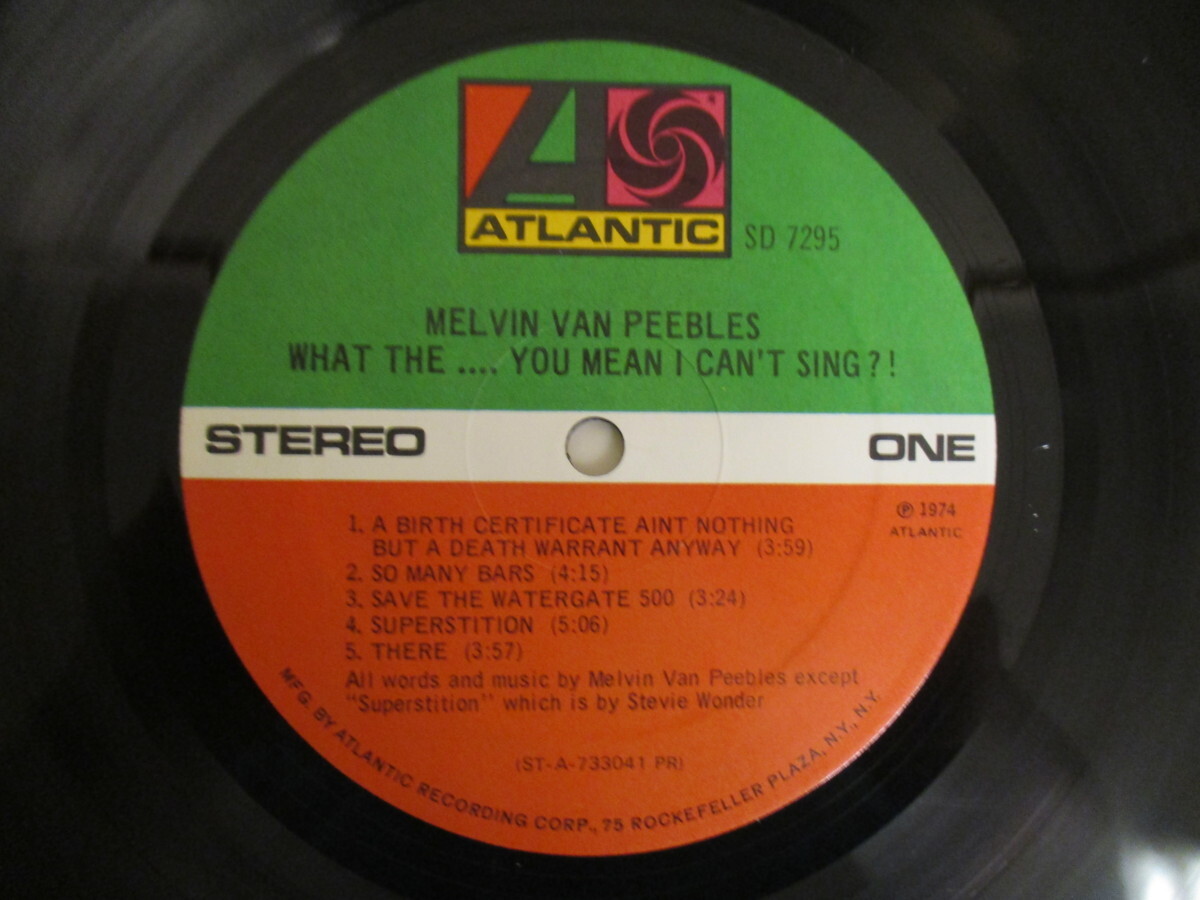 ATLANTIC
SD 7295
MELVIN VAN PEEBLES
WHAT THE .... YOU MEAN I CAN'T SING?!
STEREO
ONE
℗ 1974
ATLANTIC
1. A BIRTH CERTIFICATE AINT NOTHING
BUT A DEATH WARRANT ANYWAY (3:59)
2. SO MANY BARS (4:15)
3. SAVE THE WATERGATE 500 (3:24)
4. SUPERSTITION (5:06)
5. THERE (3:57)
All words and music by Melvin Van Peebles except
"Superstition" which is by Stevie Wonder
(ST-A-733041 PR)
MFG. BY ATLANTIC RECORDING CORP., 75 ROCKEFELLER PLAZA, N.Y., N.Y.